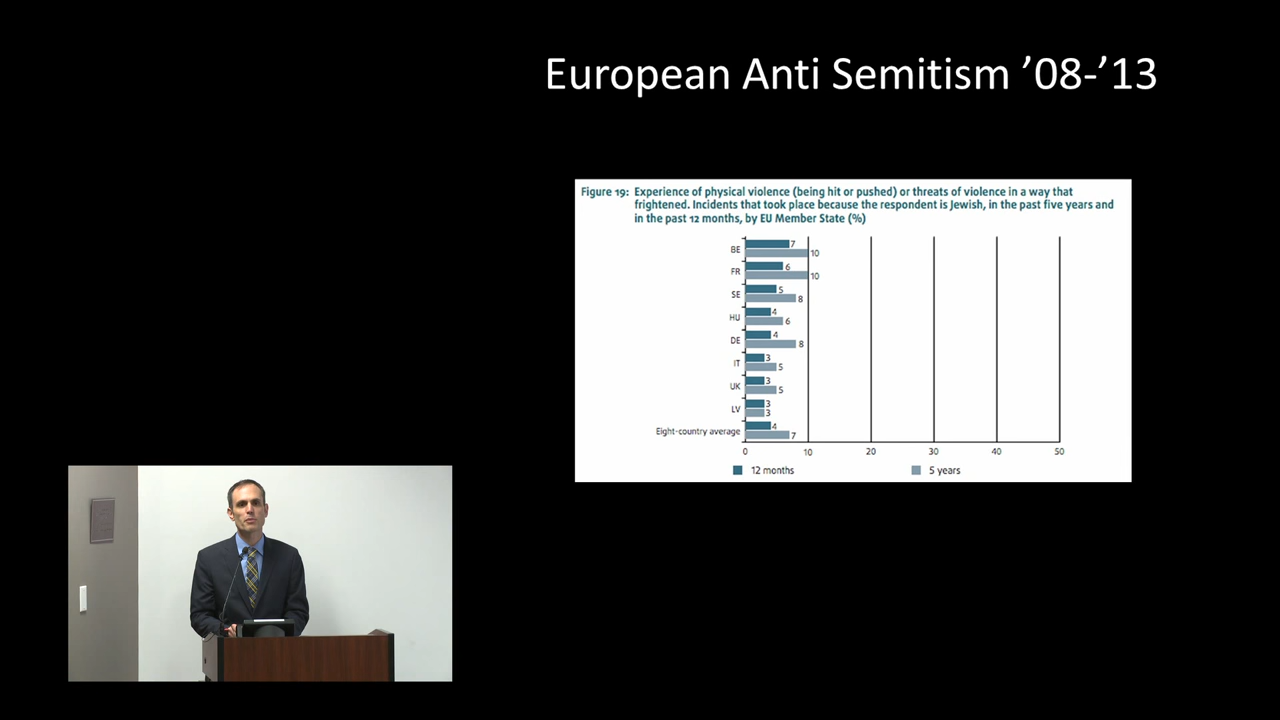 European Anti Semitism ’08-’13
Figure 19: Experience of physical violence (being hit or pushed) or threats of violence in a way that
frightened. Incidents that took place because the respondent is Jewish, in the past five years and
in the past 12 months, by EU Member State (%)
BE 7
10
FR 6
10
SE 5
8
HU 4
6
DE 4
8
IT 3
5
UK 3
5
LV 3
3
Eight-country average 4
7
0 10 20 30 40 50
12 months 5 years